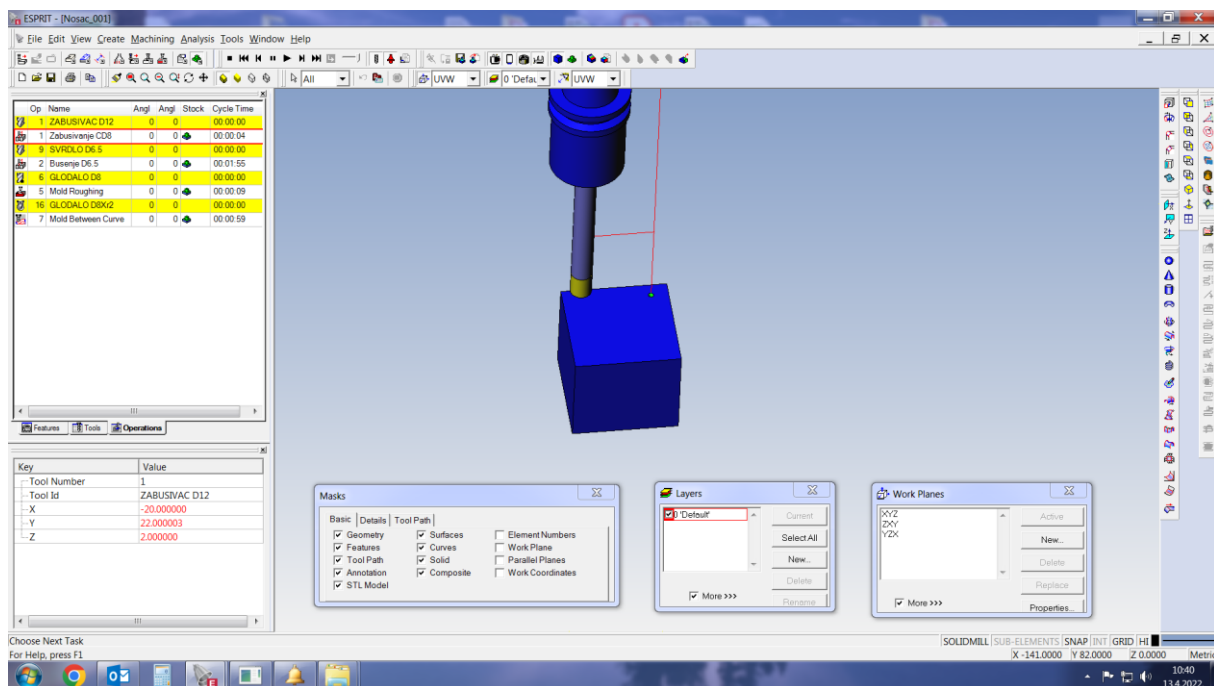 ESPRIT - [Nosac_001]
File Edit View Create Machining Analysis Tools Window Help
All UVW 0 'Defau UVW
Op Name Angl Angl Stock Cycle Time
1 ZABUSIVAC D12 0 0 00:00:00
1 Zabusivanje CD8 0 0 00:00:04
9 SVRDLO D6.5 0 0 00:00:00
2 Busenje D6.5 0 0 00:01:55
6 GLODALO D8 0 0 00:00:00
5 Mold Roughing 0 0 00:00:09
16 GLODALO D8Xr2 0 0 00:00:00
7 Mold Between Curve 0 0 00:00:59
Features Tools Operations
Key Value
Tool Number 1
Tool Id ZABUSIVAC D12
X -20.000000
Y 22.000003
Z 2.000000
Masks
Basic Details Tool Path
Geometry Surfaces Element Numbers
Features Curves Work Plane
Tool Path Solid Parallel Planes
Annotation Composite Work Coordinates
STL Model
Layers
0 'Default'
Current
Select All
New...
Delete
Rename
More >>>
Work Planes
XYZ
ZXY
YZX
Active
New...
Delete
Replace
Properties...
More >>>
Choose Next Task
SOLIDMILL SUB-ELEMENTS SNAP INT GRID HI
For Help, press F1
X -141.0000 Y 82.0000 Z 0.0000 Metric
10:40
13.4.2022